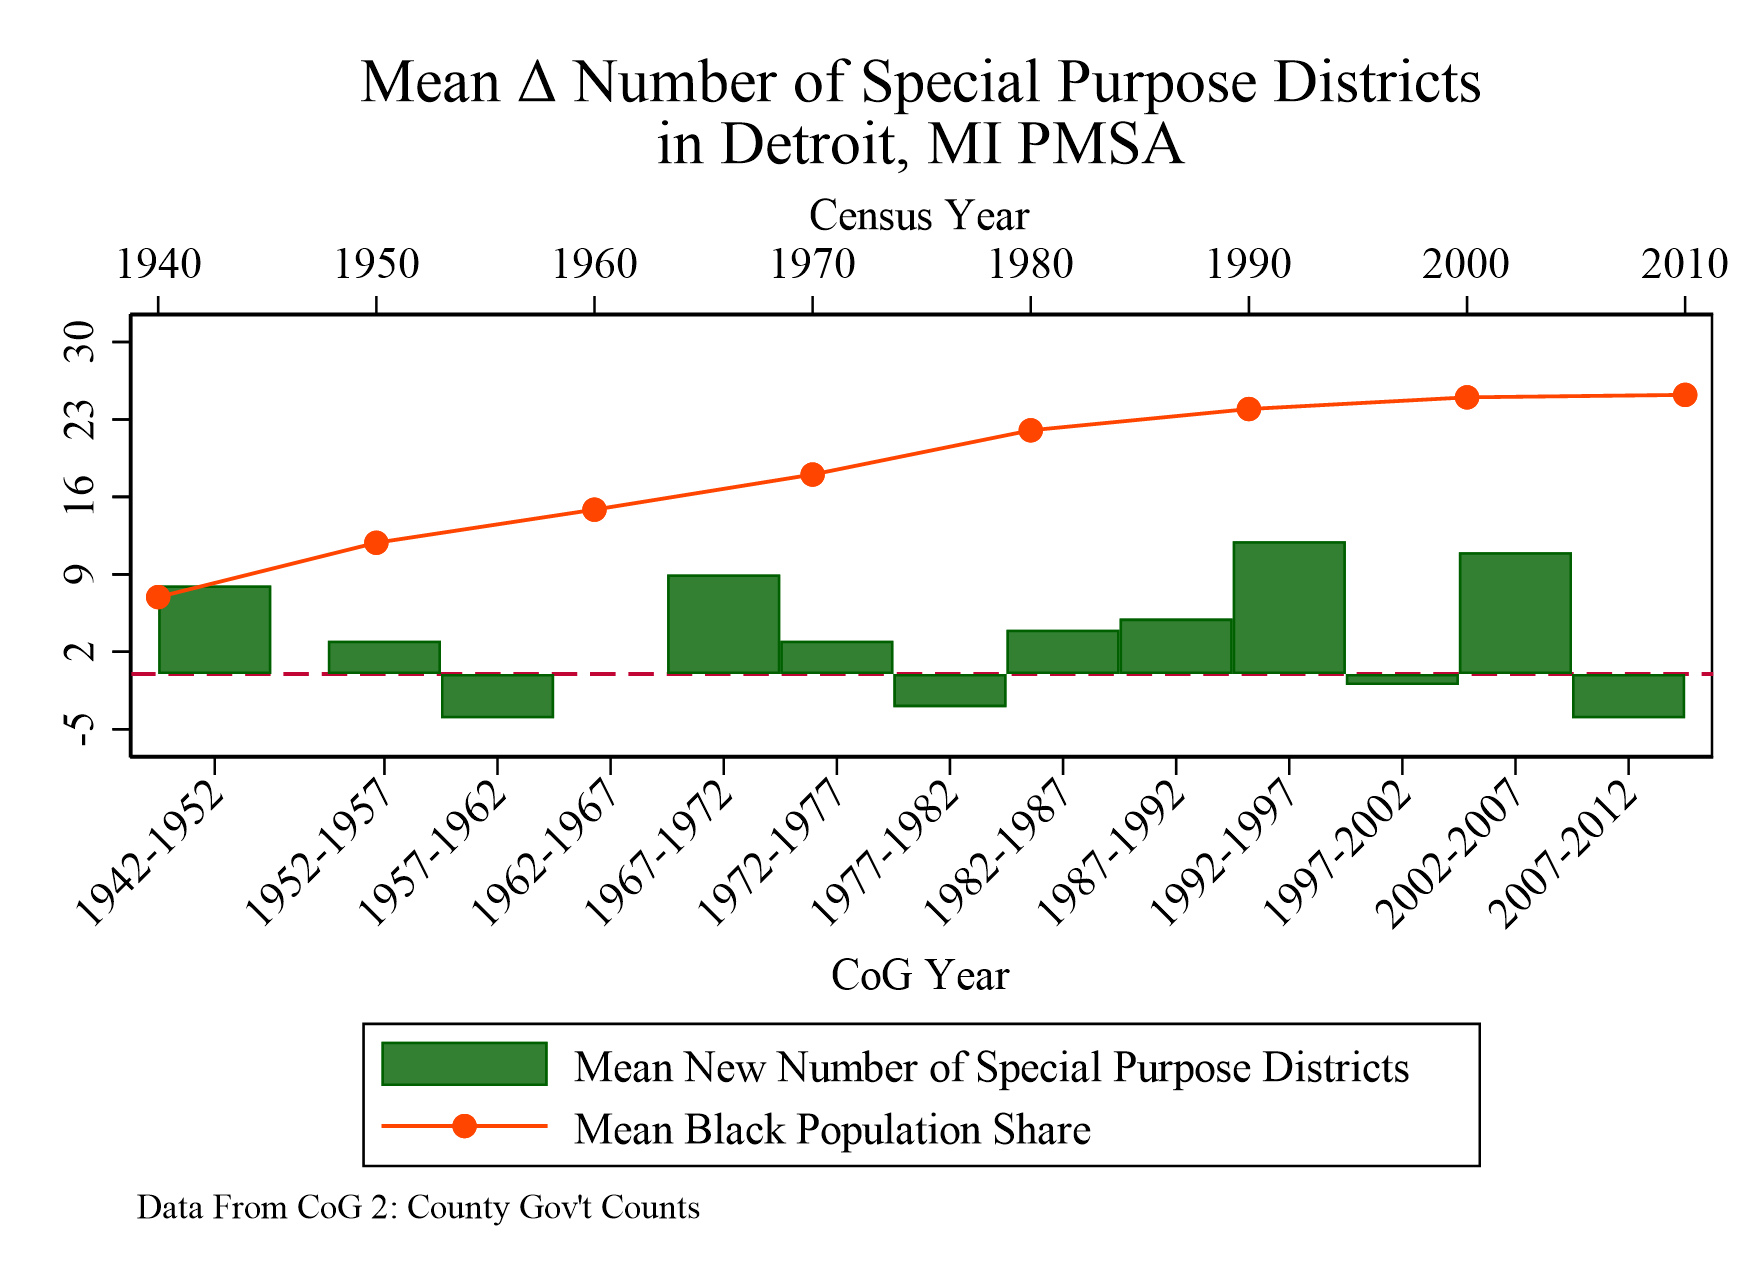 Mean Δ Number of Special Purpose Districts
in Detroit, MI PMSA
Census Year
1940 1950 1960 1970 1980 1990 2000 2010
30
23
16
9
2
-5
1942-1952 1952-1957 1957-1962 1962-1967 1967-1972 1972-1977 1977-1982 1982-1987 1987-1992 1992-1997 1997-2002 2002-2007 2007-2012
CoG Year
Mean New Number of Special Purpose Districts
Mean Black Population Share
Data From CoG 2: County Gov't Counts